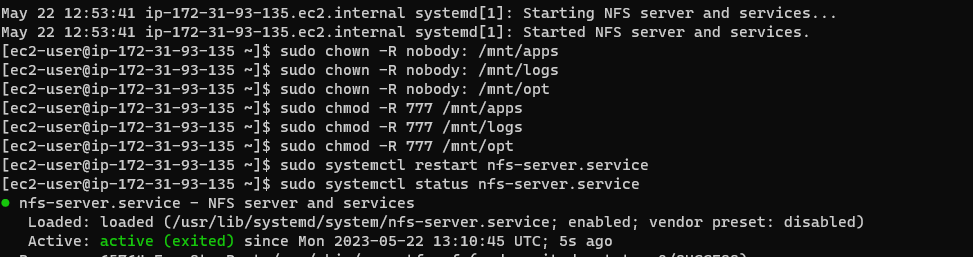 May 22 12:53:41 ip-172-31-93-135.ec2.internal systemd[1]: Starting NFS server and services...
May 22 12:53:41 ip-172-31-93-135.ec2.internal systemd[1]: Started NFS server and services.
[ec2-user@ip-172-31-93-135 ~]$ sudo chown -R nobody: /mnt/apps
[ec2-user@ip-172-31-93-135 ~]$ sudo chown -R nobody: /mnt/logs
[ec2-user@ip-172-31-93-135 ~]$ sudo chown -R nobody: /mnt/opt
[ec2-user@ip-172-31-93-135 ~]$ sudo chmod -R 777 /mnt/apps
[ec2-user@ip-172-31-93-135 ~]$ sudo chmod -R 777 /mnt/logs
[ec2-user@ip-172-31-93-135 ~]$ sudo chmod -R 777 /mnt/opt
[ec2-user@ip-172-31-93-135 ~]$ sudo systemctl restart nfs-server.service
[ec2-user@ip-172-31-93-135 ~]$ sudo systemctl status nfs-server.service
● nfs-server.service - NFS server and services
Loaded: loaded (/usr/lib/systemd/system/nfs-server.service; enabled; vendor preset: disabled)
Active: active (exited) since Mon 2023-05-22 13:10:45 UTC; 5s ago